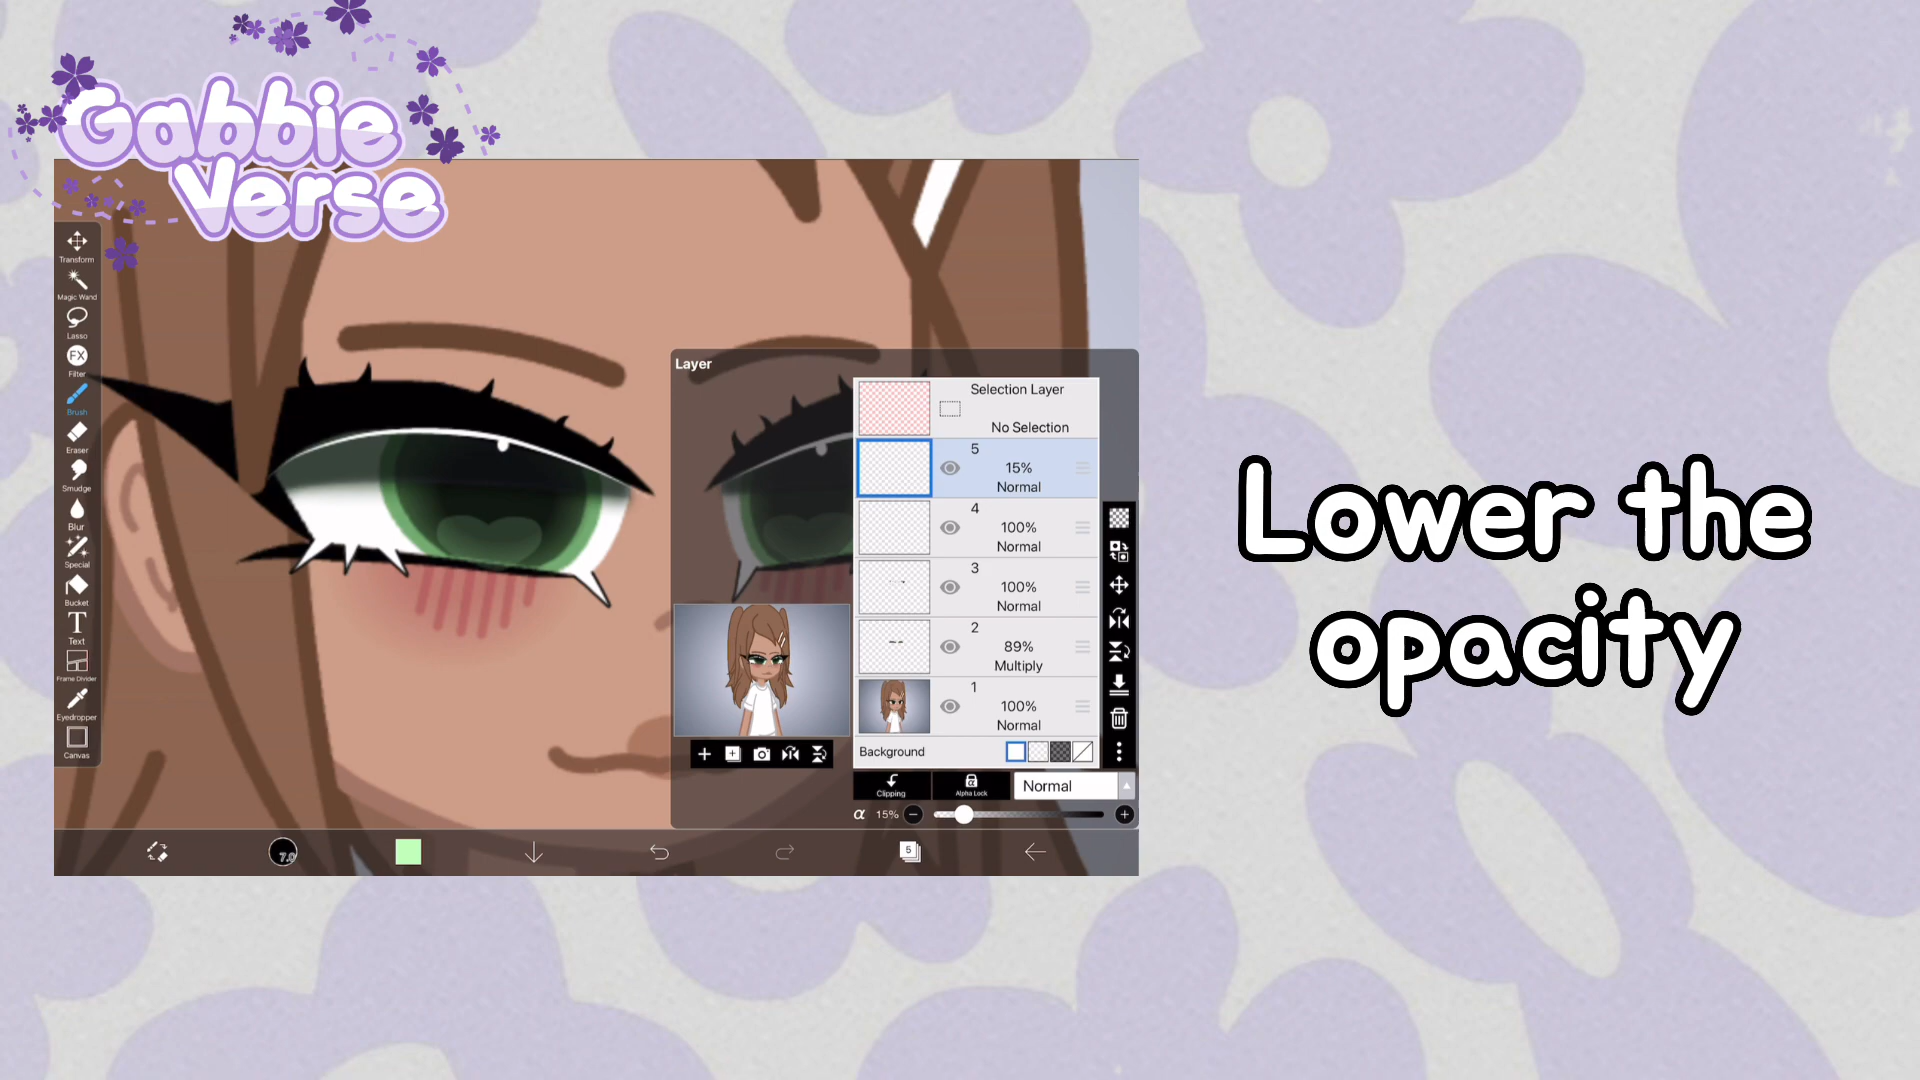 Gabbie
Verse
Transform
Magic Wand
Lasso
FX
Filter
Brush
Eraser
Smudge
Blur
Special
Bucket
T
Text
Frame Divider
Eyedropper
Canvas
Layer
Selection Layer
No Selection
5
15%
Normal
4
100%
Normal
3
100%
Normal
2
89%
Multiply
1
100%
Normal
Background
Clipping
Alpha Lock
Normal
α 15%
7.0
5
Lower the
opacity